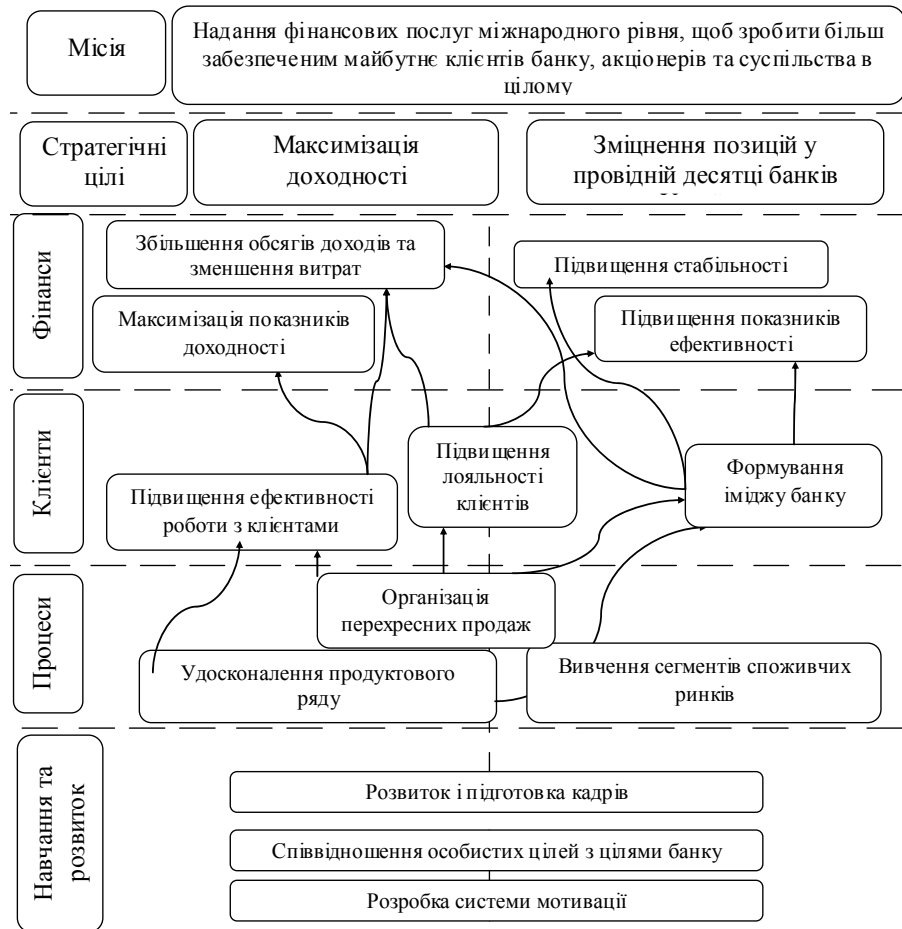 Місія
Надання фінансових послуг міжнародного рівня, щоб зробити більш
забезпеченим майбутнє клієнтів банку, акціонерів та суспільства в
цілому
Стратегічні
цілі
Максимізація
доходності
Зміцнення позицій у
провідній десятці банків
Фінанси
Збільшення обсягів доходів та
зменшення витрат
Підвищення стабільності
Максимізація показників
доходності
Підвищення показників
ефективності
Клієнти
Підвищення
лояльності
клієнтів
Формування
іміджу банку
Підвищення ефективності
роботи з клієнтами
Процеси
Організація
перехресних продаж
Удосконалення продуктового
ряду
Вивчення сегментів споживчих
ринків
Навчання та
розвиток
Розвиток і підготовка кадрів
Співвідношення особистих цілей з цілями банку
Розробка системи мотивації